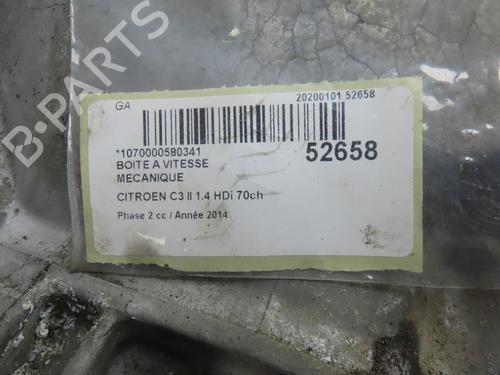 B-PARTS
GA
20200101 52658
*1070000580341
BOITE A VITESSE
MECANIQUE
52658
CITROEN C3 II 1.4 HDi 70ch
Phase 2 cc / Année 2014